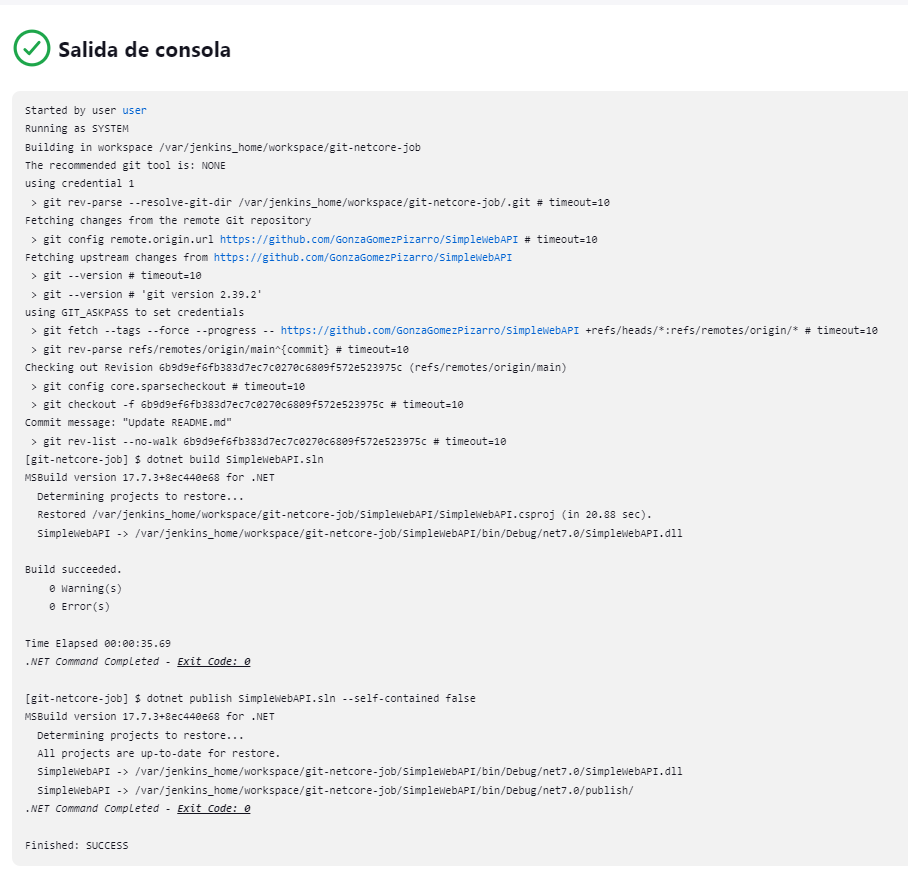 Salida de consola
Started by user user
Running as SYSTEM
Building in workspace /var/jenkins_home/workspace/git-netcore-job
The recommended git tool is: NONE
using credential 1
> git rev-parse --resolve-git-dir /var/jenkins_home/workspace/git-netcore-job/.git # timeout=10
Fetching changes from the remote Git repository
> git config remote.origin.url https://github.com/GonzaGomezPizarro/SimpleWebAPI # timeout=10
Fetching upstream changes from https://github.com/GonzaGomezPizarro/SimpleWebAPI
> git --version # timeout=10
> git --version # 'git version 2.39.2'
using GIT_ASKPASS to set credentials
> git fetch --tags --force --progress -- https://github.com/GonzaGomezPizarro/SimpleWebAPI +refs/heads/*:refs/remotes/origin/* # timeout=10
> git rev-parse refs/remotes/origin/main^{commit} # timeout=10
Checking out Revision 6b9d9ef6fb383d7ec7c0270c6809f572e523975c (refs/remotes/origin/main)
> git config core.sparsecheckout # timeout=10
> git checkout -f 6b9d9ef6fb383d7ec7c0270c6809f572e523975c # timeout=10
Commit message: "Update README.md"
> git rev-list --no-walk 6b9d9ef6fb383d7ec7c0270c6809f572e523975c # timeout=10
[git-netcore-job] $ dotnet build SimpleWebAPI.sln
MSBuild version 17.7.3+8ec440e68 for .NET
Determining projects to restore...
Restored /var/jenkins_home/workspace/git-netcore-job/SimpleWebAPI/SimpleWebAPI.csproj (in 20.88 sec).
SimpleWebAPI -> /var/jenkins_home/workspace/git-netcore-job/SimpleWebAPI/bin/Debug/net7.0/SimpleWebAPI.dll
Build succeeded.
0 Warning(s)
0 Error(s)
Time Elapsed 00:00:35.69
.NET Command Completed - Exit Code: 0
[git-netcore-job] $ dotnet publish SimpleWebAPI.sln --self-contained false
MSBuild version 17.7.3+8ec440e68 for .NET
Determining projects to restore...
All projects are up-to-date for restore.
SimpleWebAPI -> /var/jenkins_home/workspace/git-netcore-job/SimpleWebAPI/bin/Debug/net7.0/SimpleWebAPI.dll
SimpleWebAPI -> /var/jenkins_home/workspace/git-netcore-job/SimpleWebAPI/bin/Debug/net7.0/publish/
.NET Command Completed - Exit Code: 0
Finished: SUCCESS